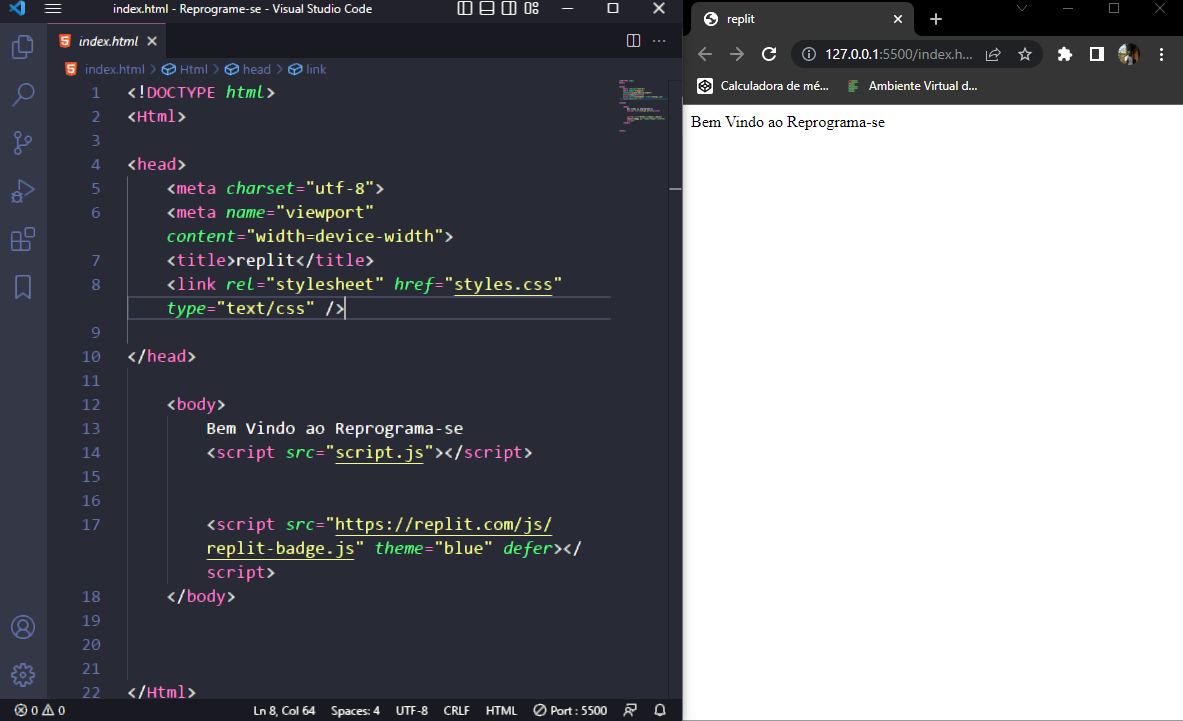 index.html - Reprograme-se - Visual Studio Code
index.html
index.html > Html > head > link
1 <!DOCTYPE html>
2 <Html>
3
4 <head>
5 <meta charset="utf-8">
6 <meta name="viewport"
content="width=device-width">
7 <title>replit</title>
8 <link rel="stylesheet" href="styles.css"
type="text/css" />
9
10 </head>
11
12 <body>
13 Bem Vindo ao Reprograma-se
14 <script src="script.js"></script>
15
16
17 <script src="https://replit.com/js/
replit-badge.js" theme="blue" defer></
script>
18 </body>
19
20
21
22 </Html>
0 0 Ln 8, Col 64 Spaces: 4 UTF-8 CRLF HTML Port : 5500
replit
127.0.0.1:5500/index.h...
Calculadora de mé... Ambiente Virtual d...
Bem Vindo ao Reprograma-se